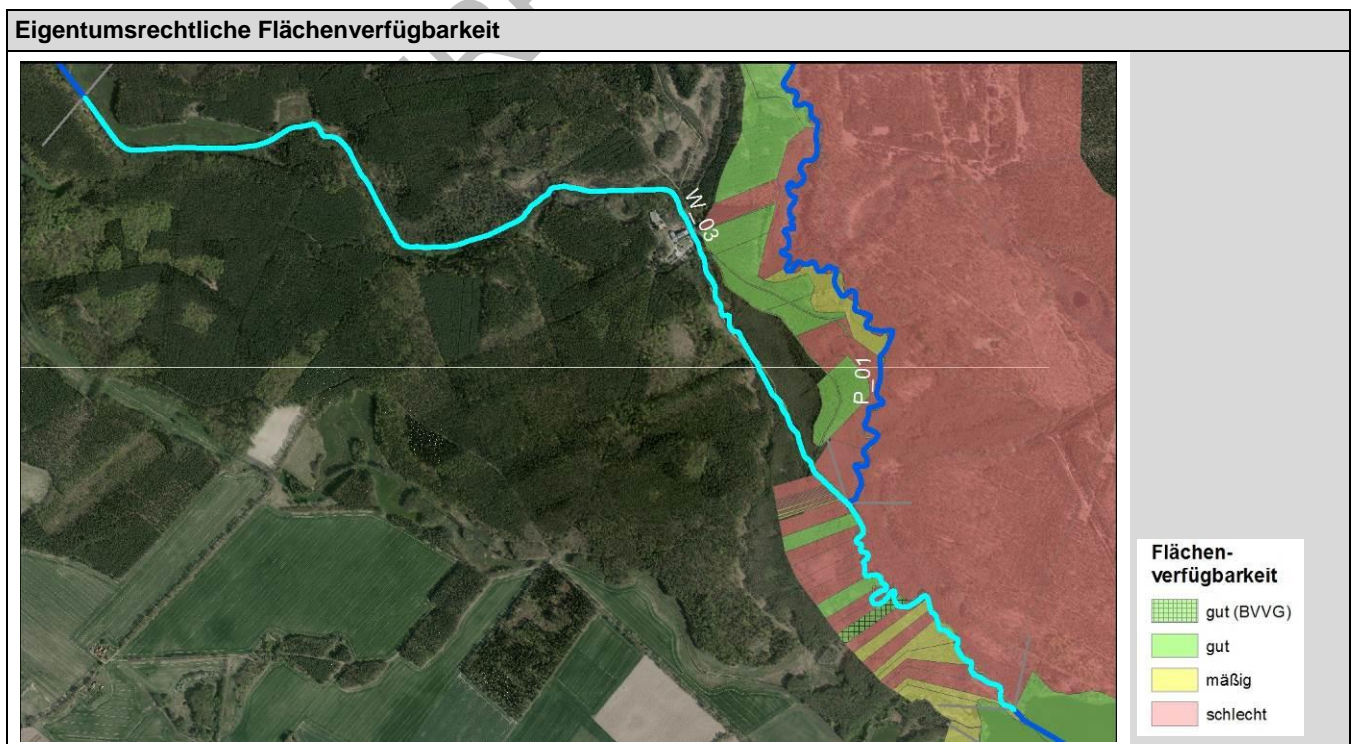 Eigentumsrechtliche Flächenverfügbarkeit
W_03
P_01
Flächen-
verfügbarkeit
gut (BVVG)
gut
mäßig
schlecht